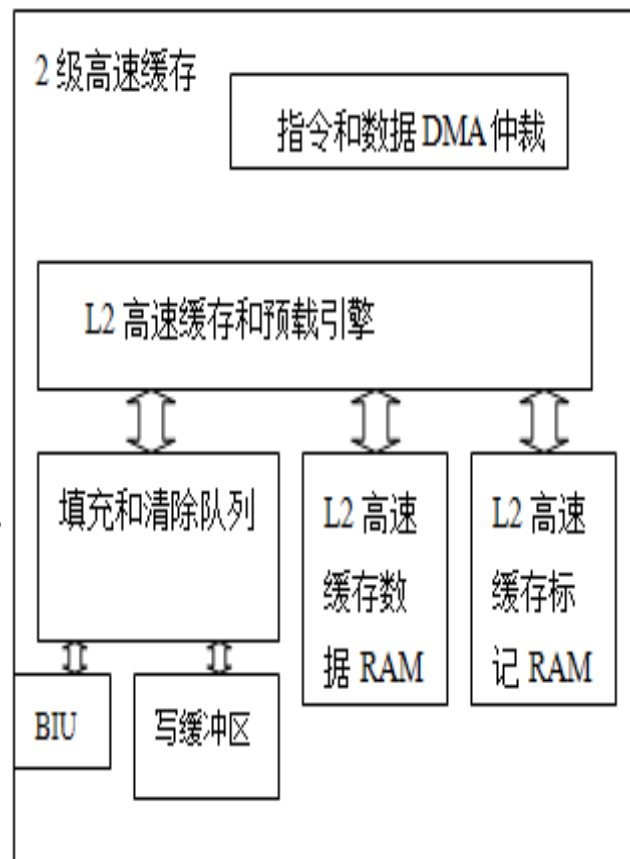 2 级高速缓存
指令和数据 DMA 仲裁
L2 高速缓存和预载引擎
填充和清除队列
L2 高速
缓存数
据 RAM
L2 高速
缓存标
记 RAM
BIU
写缓冲区